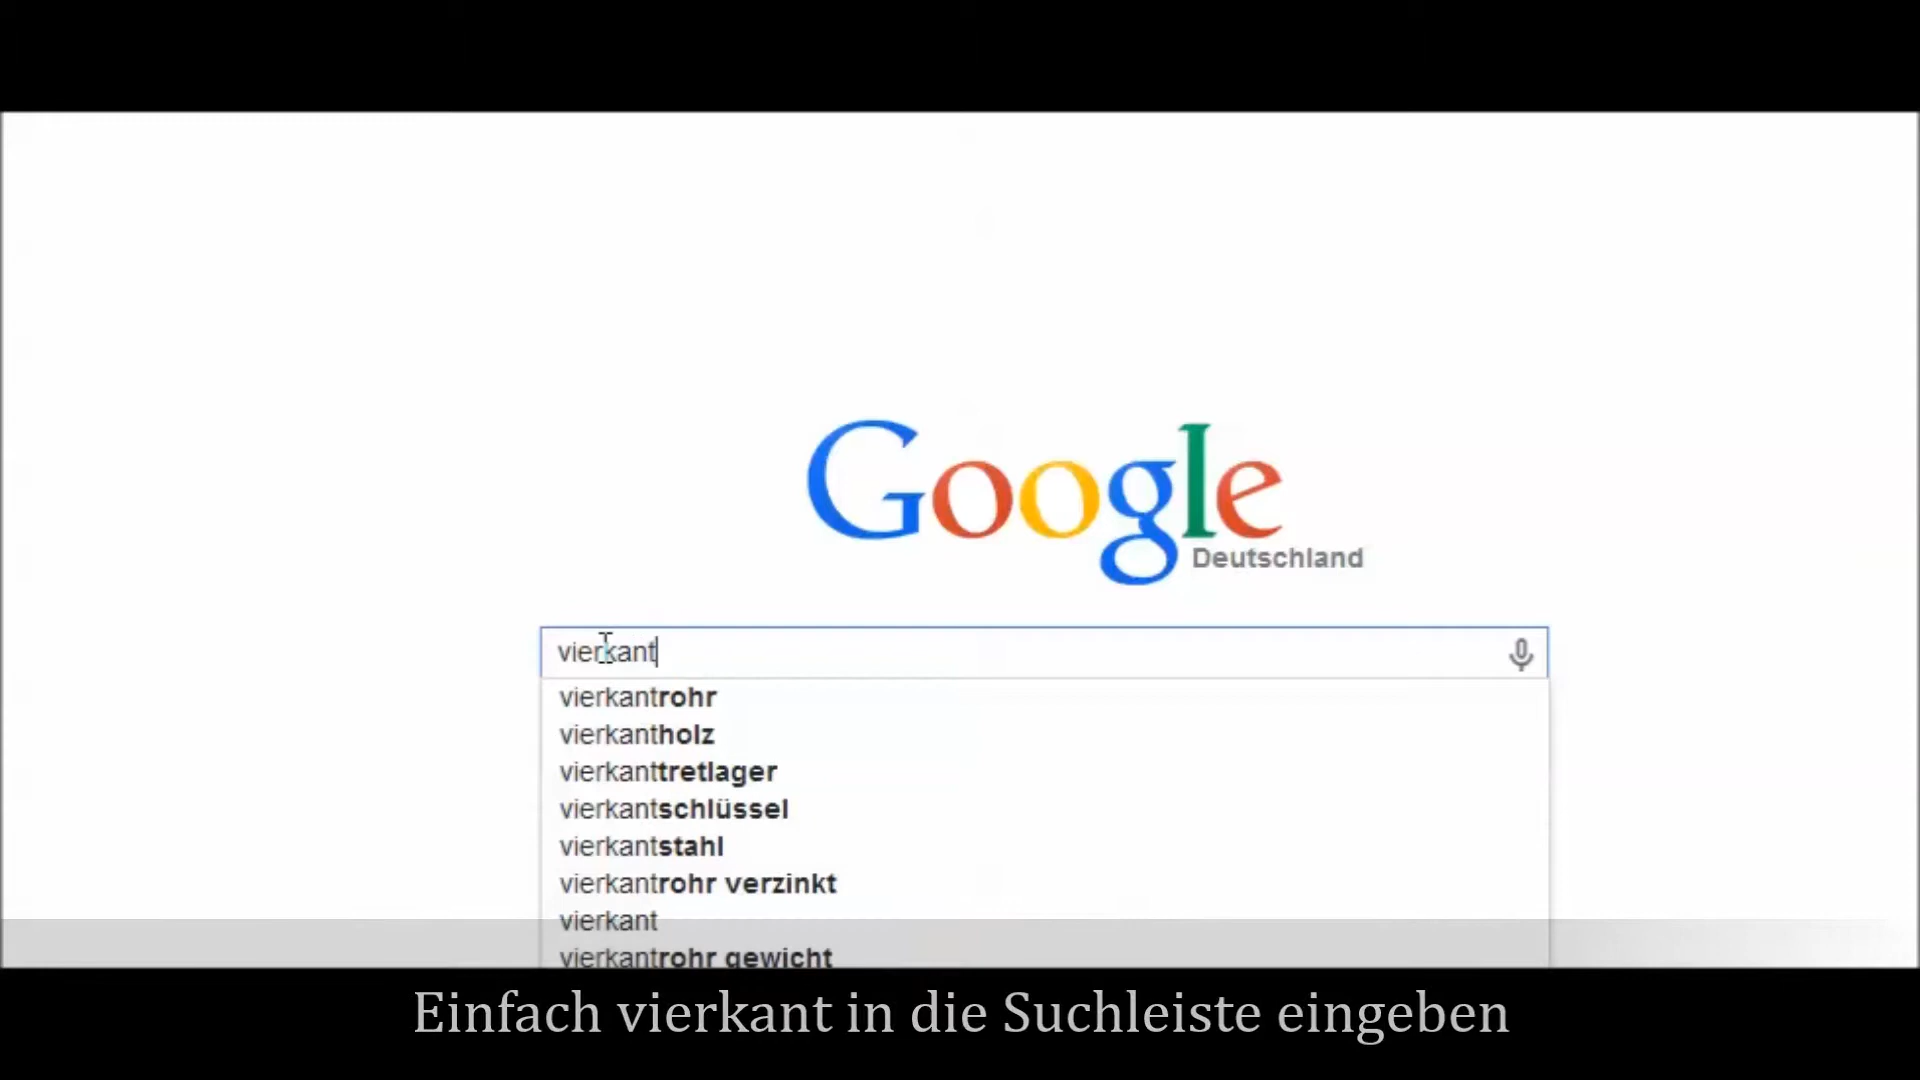 Google
Deutschland
vierkant
vierkantrohr
vierkantholz
vierkanttretlager
vierkantschlüssel
vierkantstahl
vierkantrohr verzinkt
vierkant
vierkantrohr gewicht
Einfach vierkant in die Suchleiste eingeben